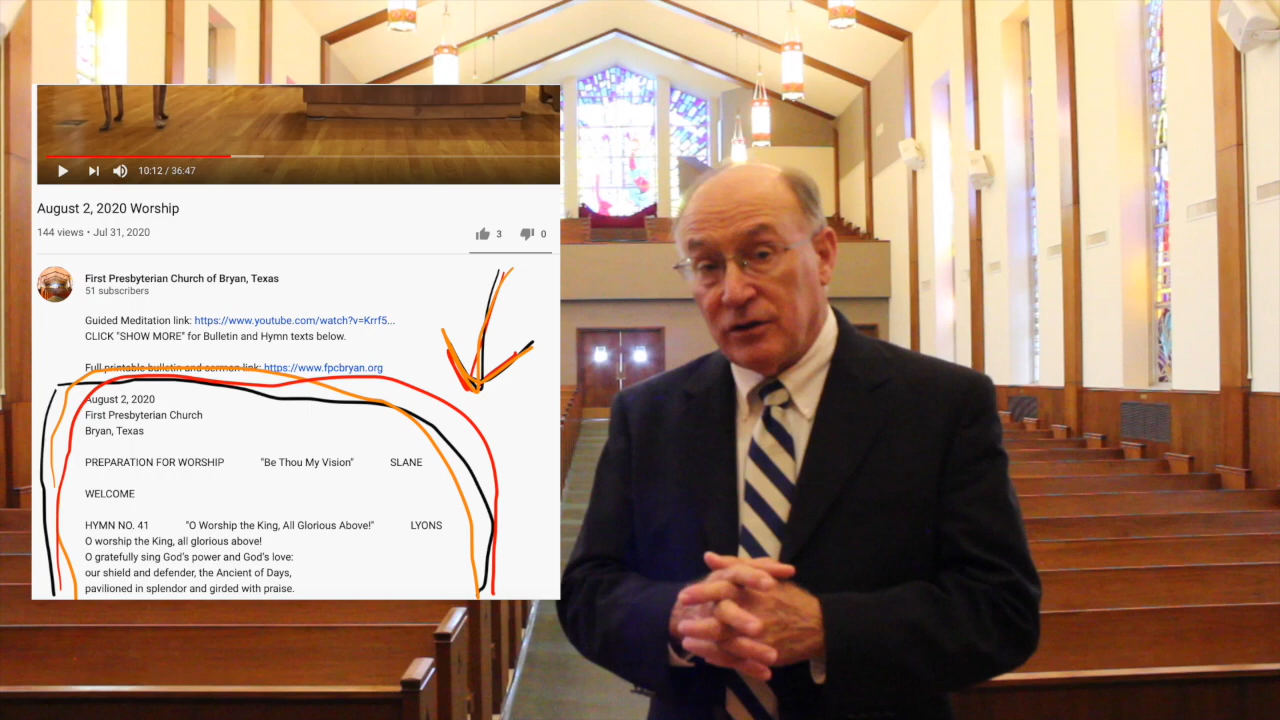 10:12 / 36:47
August 2, 2020 Worship
144 views • Jul 31, 2020
3 0
First Presbyterian Church of Bryan, Texas
51 subscribers
Guided Meditation link: https://www.youtube.com/watch?v=Krrf5...
CLICK "SHOW MORE" for Bulletin and Hymn texts below.
Full printable bulletin and sermon link: https://www.fpcbryan.org
August 2, 2020
First Presbyterian Church
Bryan, Texas
PREPARATION FOR WORSHIP "Be Thou My Vision" SLANE
WELCOME
HYMN NO. 41 "O Worship the King, All Glorious Above!" LYONS
O worship the King, all glorious above!
O gratefully sing God's power and God's love:
our shield and defender, the Ancient of Days,
pavilioned in splendor and girded with praise.